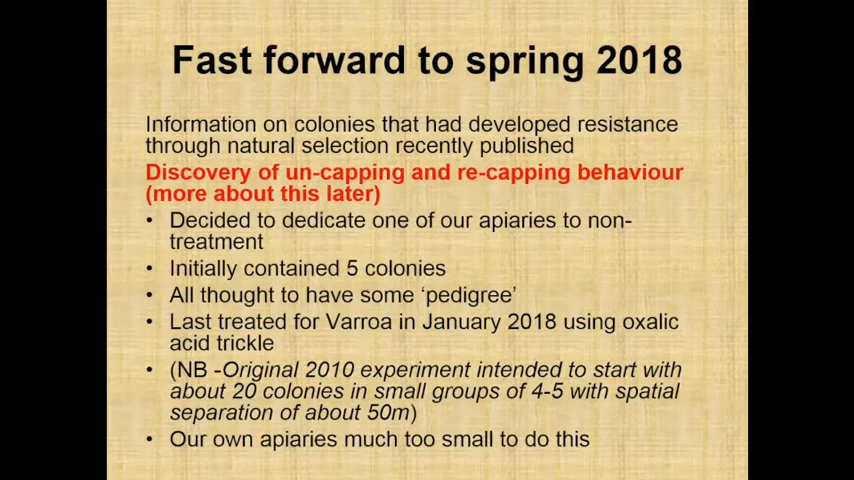 Fast forward to spring 2018
Information on colonies that had developed resistance
through natural selection recently published
Discovery of un-capping and re-capping behaviour
(more about this later)
• Decided to dedicate one of our apiaries to non-
treatment
• Initially contained 5 colonies
• All thought to have some ‘pedigree’
• Last treated for Varroa in January 2018 using oxalic
acid trickle
• (NB -Original 2010 experiment intended to start with
about 20 colonies in small groups of 4-5 with spatial
separation of about 50m)
• Our own apiaries much too small to do this